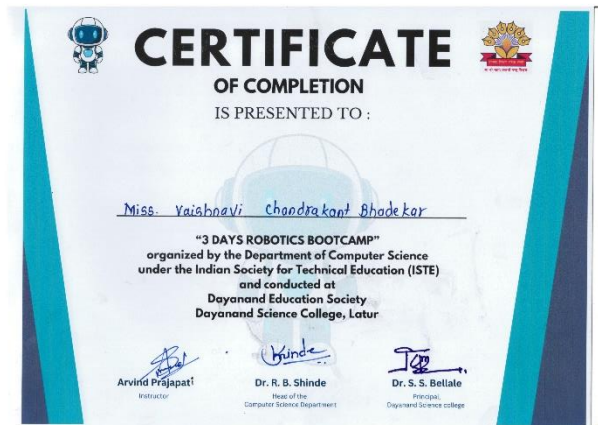 CERTIFICATE
OF COMPLETION
IS PRESENTED TO :
Miss. Vaishnavi Chandrakant Bhadekar
“3 DAYS ROBOTICS BOOTCAMP”
organized by the Department of Computer Science
under the Indian Society for Technical Education (ISTE)
and conducted at
Dayanand Education Society
Dayanand Science College, Latur
Arvind Prajapati
Instructor
Dr. R. B. Shinde
Head of the
Computer Science Department
Dr. S. S. Bellale
Principal,
Dayanand Science college